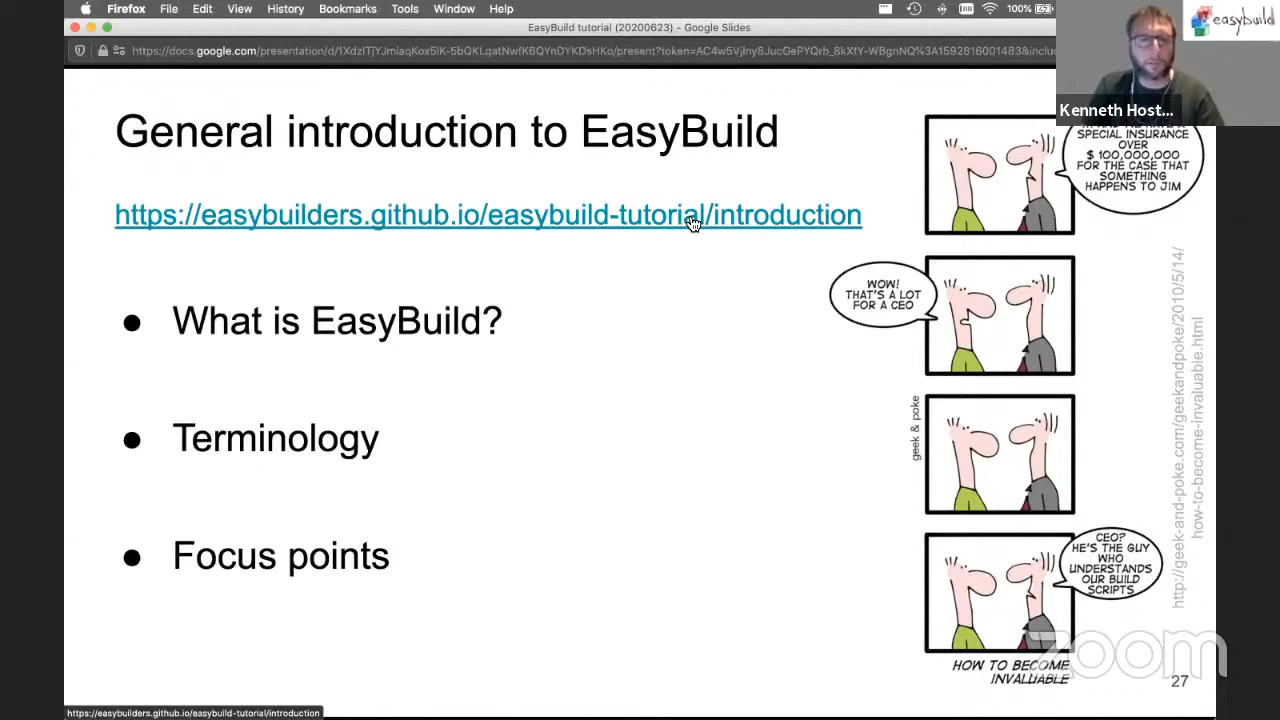 Firefox File Edit View History Bookmarks Tools Window Help 100%
EasyBuild tutorial (20200623) - Google Slides
easybuild
Kenneth Host...
General introduction to EasyBuild
https://easybuilders.github.io/easybuild-tutorial/introduction
What is EasyBuild?
Terminology
Focus points
SPECIAL INSURANCE
OVER
$ 100,000,000
FOR THE CASE THAT
SOMETHING
HAPPENS TO JIM
WOW!
THAT'S A LOT
FOR A CEO
geek & poke
CEO?
HE'S THE GUY
WHO
UNDERSTANDS
OUR BUILD
SCRIPTS
HOW TO BECOME
INVALUABLE
http://geek-and-poke.com/geekandpoke/2010/5/14/
how-to-become-invaluable.html
zoom
27
https://easybuilders.github.io/easybuild-tutorial/introduction